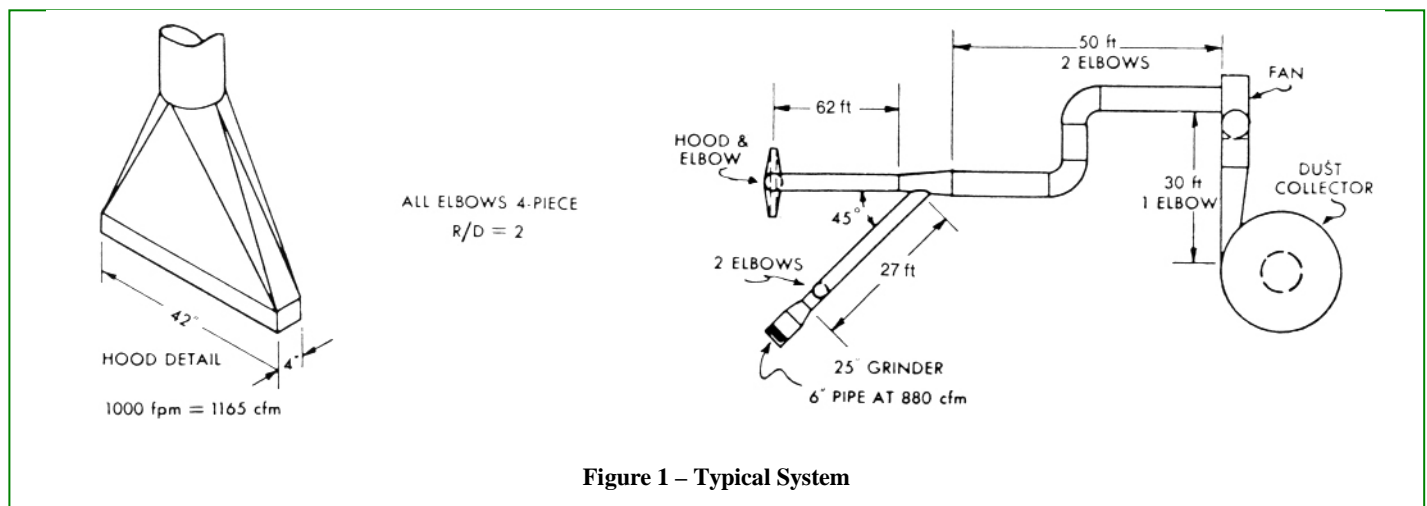 42"
4"
HOOD DETAIL
1000 fpm = 1165 cfm
ALL ELBOWS 4-PIECE
R/D = 2
HOOD &
ELBOW
62 ft
50 ft
2 ELBOWS
FAN
DUST
COLLECTOR
30 ft
1 ELBOW
45°
27 ft
2 ELBOWS
25" GRINDER
6" PIPE AT 880 cfm
Figure 1 – Typical System